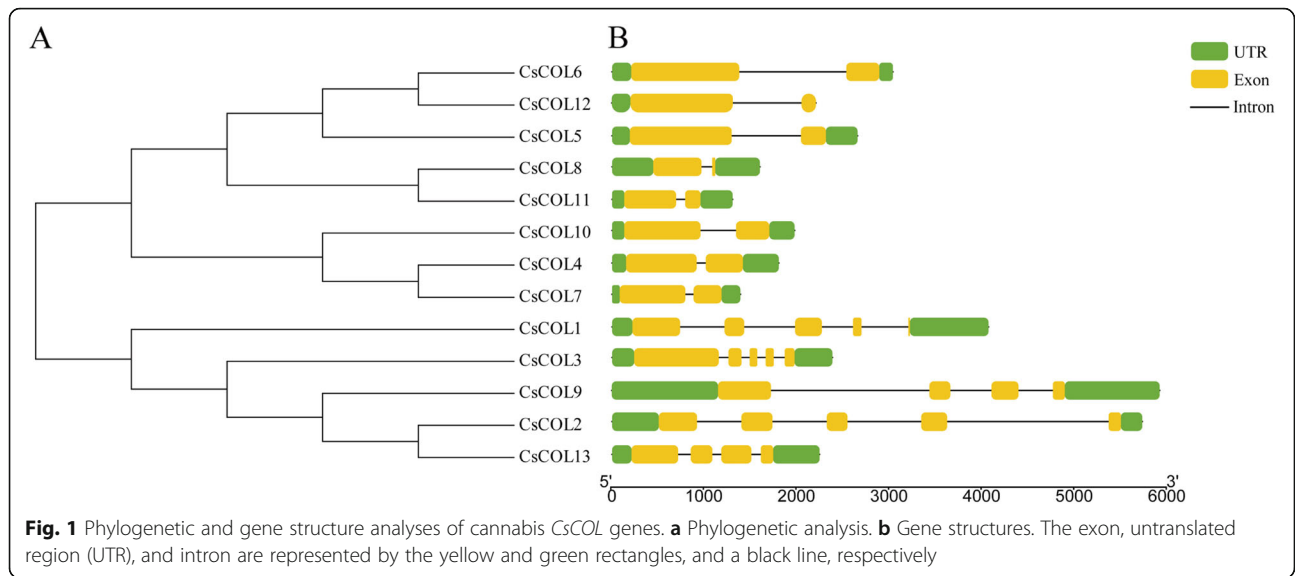 A
B
UTR
Exon
Intron
CsCOL6
CsCOL12
CsCOL5
CsCOL8
CsCOL11
CsCOL10
CsCOL4
CsCOL7
CsCOL1
CsCOL3
CsCOL9
CsCOL2
CsCOL13
5' 3'
0 1000 2000 3000 4000 5000 6000
Fig. 1 Phylogenetic and gene structure analyses of cannabis CsCOL genes. a Phylogenetic analysis. b Gene structures. The exon, untranslated
region (UTR), and intron are represented by the yellow and green rectangles, and a black line, respectively